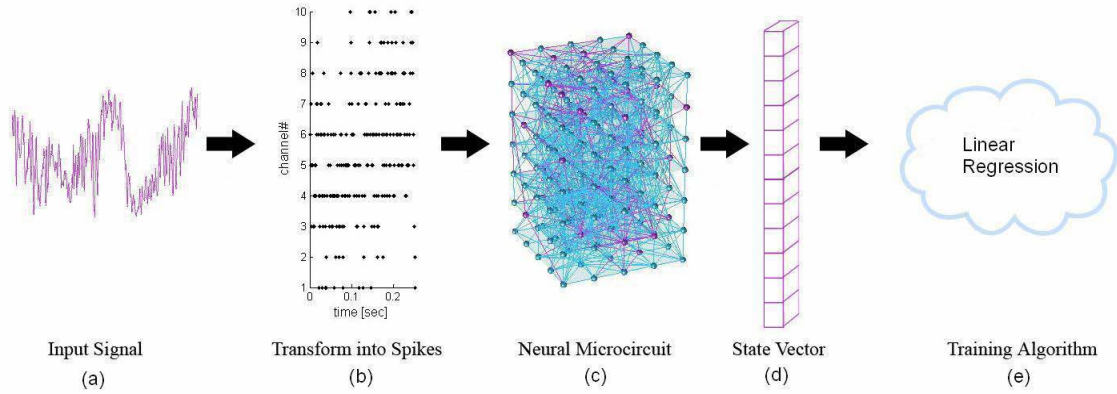 10
9
8
7
6
5
4
3
2
1
channel#
0
0.1
0.2
time [sec]
Linear
Regression
Input Signal
Transform into Spikes
Neural Microcircuit
State Vector
Training Algorithm
(a)
(b)
(c)
(d)
(e)